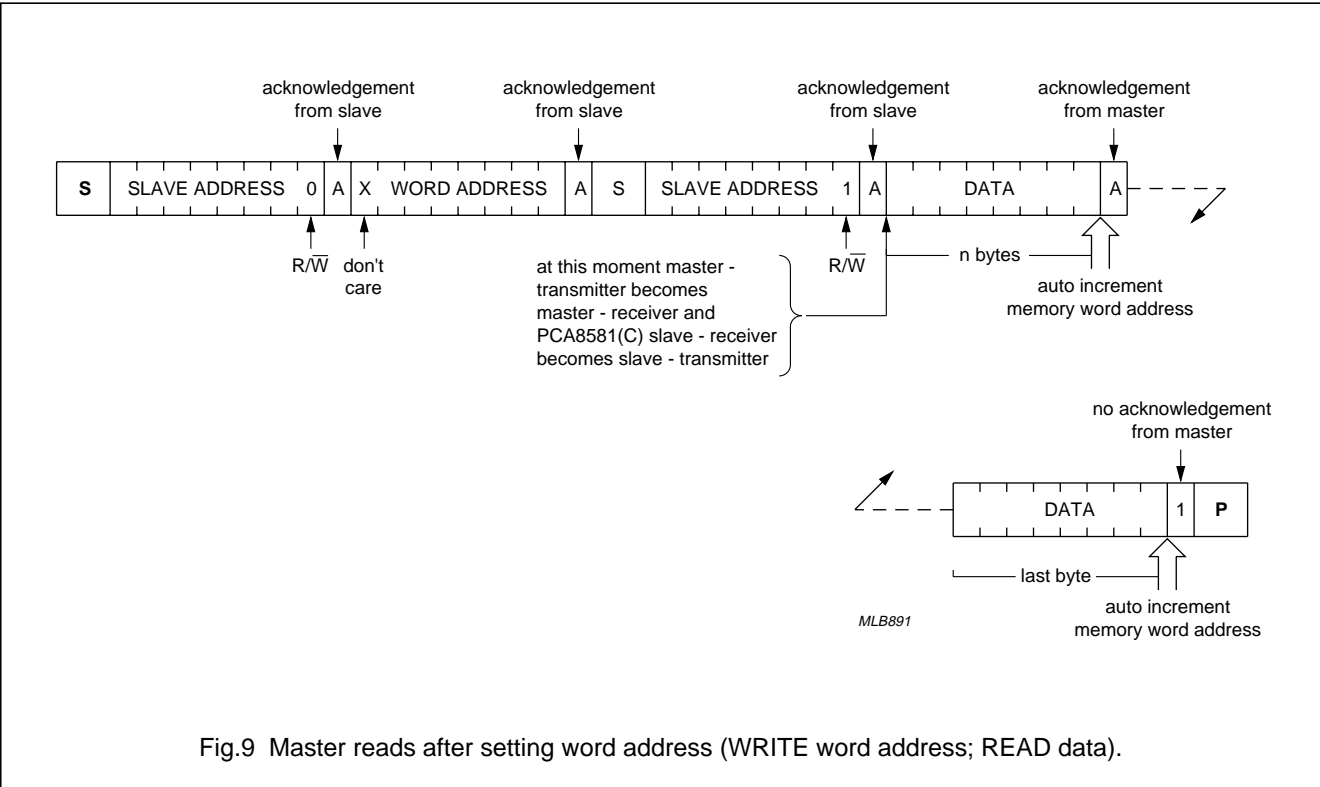 acknowledgement
from slave
acknowledgement
from slave
acknowledgement
from slave
acknowledgement
from master
S SLAVE ADDRESS 0 A X WORD ADDRESS A S SLAVE ADDRESS 1 A DATA A
R/W̅
don't
care
at this moment master -
transmitter becomes
master - receiver and
PCA8581(C) slave - receiver
becomes slave - transmitter
R/W̅
n bytes
auto increment
memory word address
no acknowledgement
from master
DATA 1 P
last byte
auto increment
memory word address
MLB891
Fig.9 Master reads after setting word address (WRITE word address; READ data).